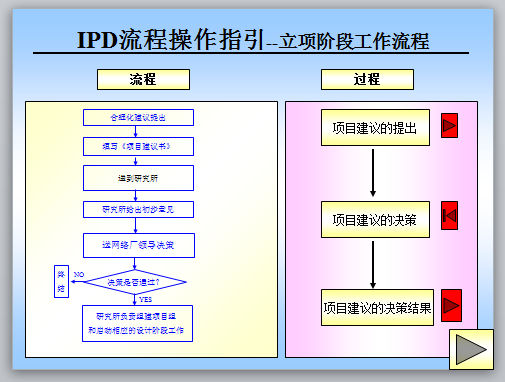 IPD流程操作指引--立项阶段工作流程
流程
过程
合理化建议提出
填写《项目建议书》
送到研究所
研究所给出初步意见
送网络厂领导决策
决策是否通过?
NO
终结
YES
研究所负责组建项目组
和启动相应的设计阶段工作
项目建议的提出
项目建议的决策
项目建议的决策结果